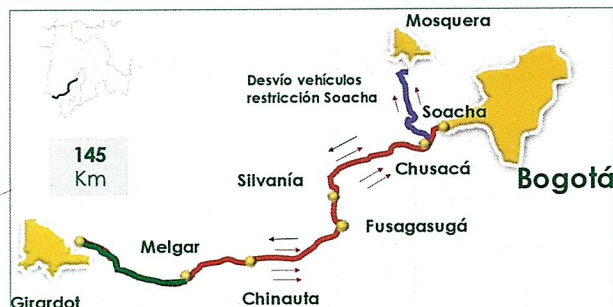 Mosquera
Desvío vehículos
restricción Soacha
Soacha
145
Km
Chusacá
Bogotá
Silvanía
Fusagasugá
Melgar
Chinauta
Girardot